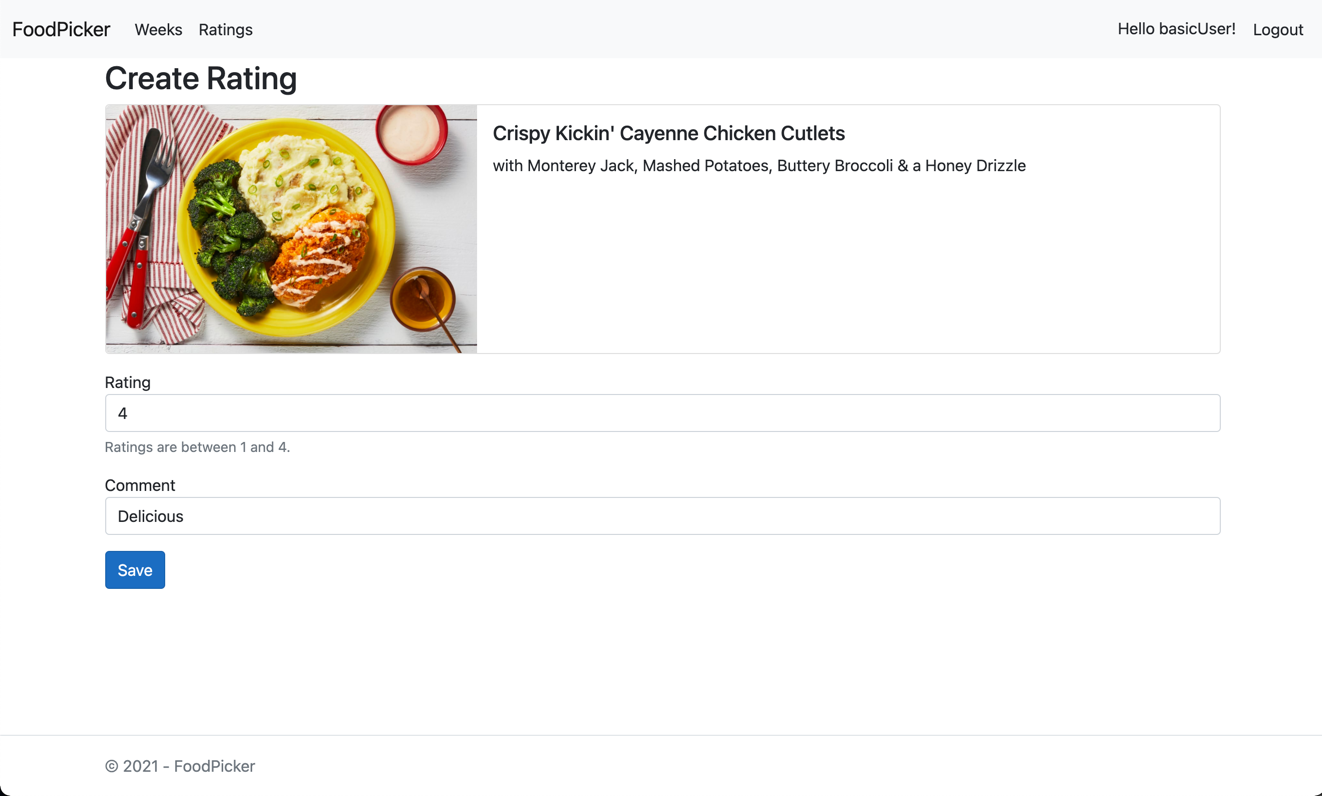 FoodPicker Weeks Ratings Hello basicUser! Logout
Create Rating
Crispy Kickin' Cayenne Chicken Cutlets
with Monterey Jack, Mashed Potatoes, Buttery Broccoli & a Honey Drizzle
Rating
4
Ratings are between 1 and 4.
Comment
Delicious
Save
© 2021 - FoodPicker